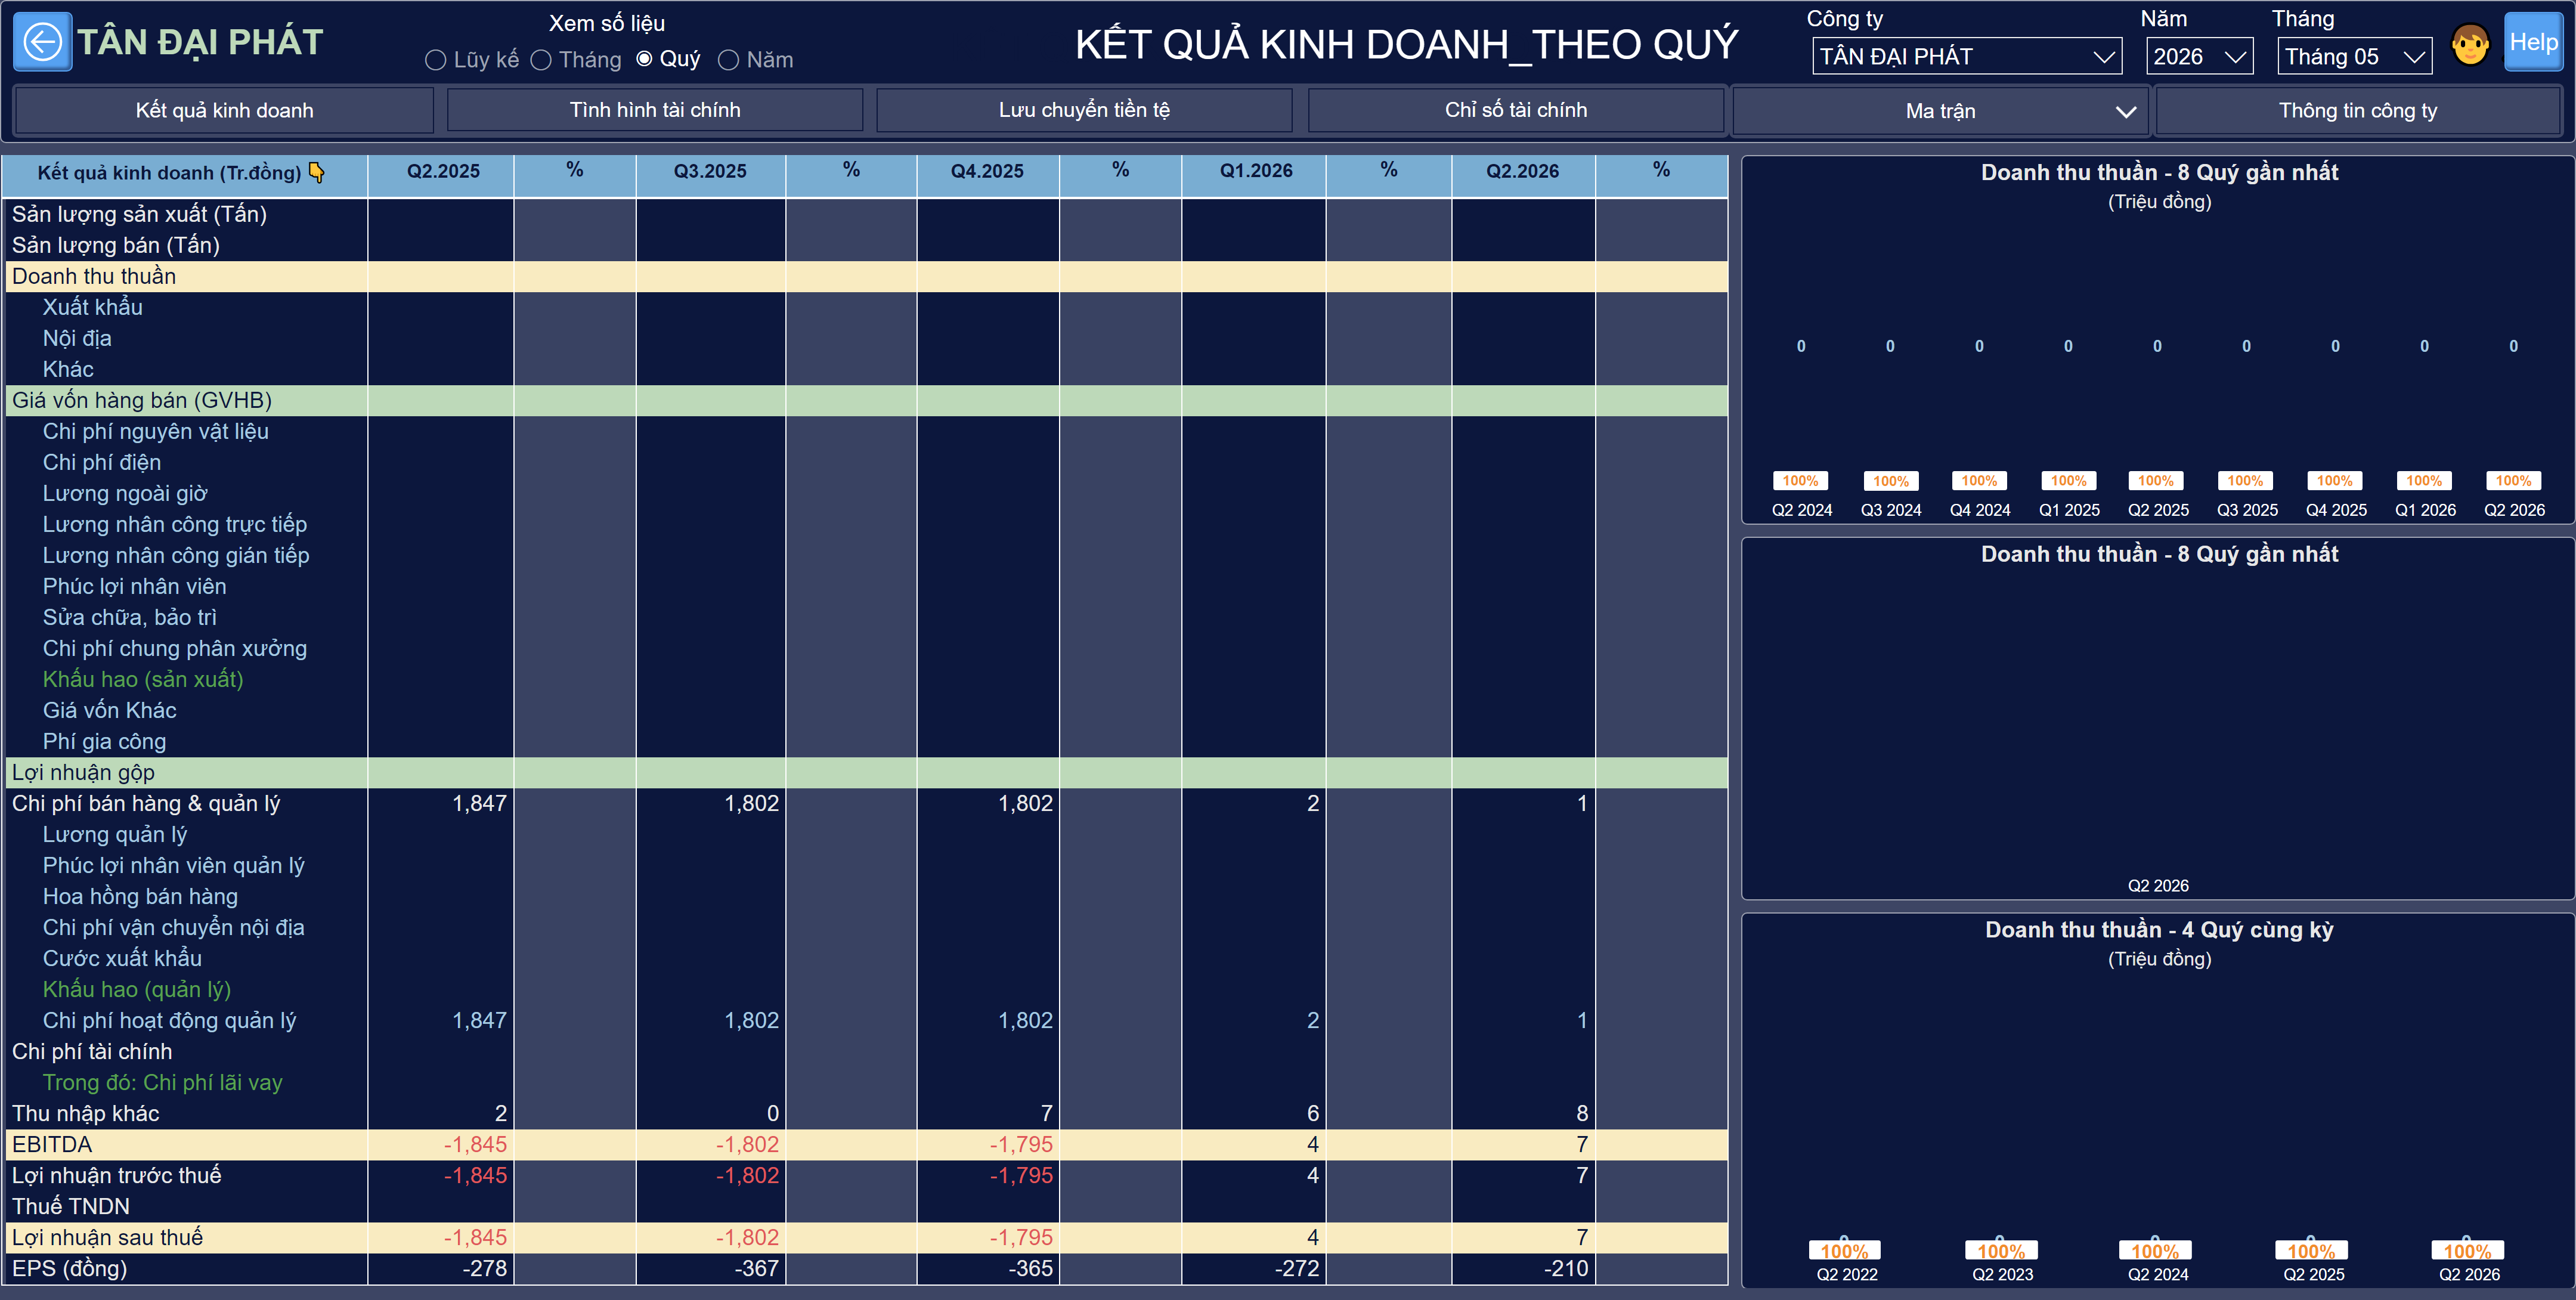 TÂN ĐẠI PHÁT
Xem số liệu
Lũy kế Tháng Quý Năm
KẾT QUẢ KINH DOANH_THEO QUÝ
Công ty Năm Tháng
TÂN ĐẠI PHÁT 2026 Tháng 05
Help
Kết quả kinh doanh Tình hình tài chính Lưu chuyển tiền tệ Chỉ số tài chính Ma trận Thông tin công ty
Kết quả kinh doanh (Tr.đồng) Q2.2025 % Q3.2025 % Q4.2025 % Q1.2026 % Q2.2026 %
Sản lượng sản xuất (Tấn)
Sản lượng bán (Tấn)
Doanh thu thuần
Xuất khẩu
Nội địa
Khác
Giá vốn hàng bán (GVHB)
Chi phí nguyên vật liệu
Chi phí điện
Lương ngoài giờ
Lương nhân công trực tiếp
Lương nhân công gián tiếp
Phúc lợi nhân viên
Sửa chữa, bảo trì
Chi phí chung phân xưởng
Khấu hao (sản xuất)
Giá vốn Khác
Phí gia công
Lợi nhuận gộp
Chi phí bán hàng & quản lý 1,847 1,802 1,802 2 1
Lương quản lý
Phúc lợi nhân viên quản lý
Hoa hồng bán hàng
Chi phí vận chuyển nội địa
Cước xuất khẩu
Khấu hao (quản lý)
Chi phí hoạt động quản lý 1,847 1,802 1,802 2 1
Chi phí tài chính
Trong đó: Chi phí lãi vay
Thu nhập khác 2 0 7 6 8
EBITDA -1,845 -1,802 -1,795 4 7
Lợi nhuận trước thuế -1,845 -1,802 -1,795 4 7
Thuế TNDN
Lợi nhuận sau thuế -1,845 -1,802 -1,795 4 7
EPS (đồng) -278 -367 -365 -272 -210
Doanh thu thuần - 8 Quý gần nhất
(Triệu đồng)
0 0 0 0 0 0 0 0 0
100% 100% 100% 100% 100% 100% 100% 100% 100%
Q2 2024 Q3 2024 Q4 2024 Q1 2025 Q2 2025 Q3 2025 Q4 2025 Q1 2026 Q2 2026
Doanh thu thuần - 8 Quý gần nhất
Q2 2026
Doanh thu thuần - 4 Quý cùng kỳ
(Triệu đồng)
100% 100% 100% 100% 100%
Q2 2022 Q2 2023 Q2 2024 Q2 2025 Q2 2026